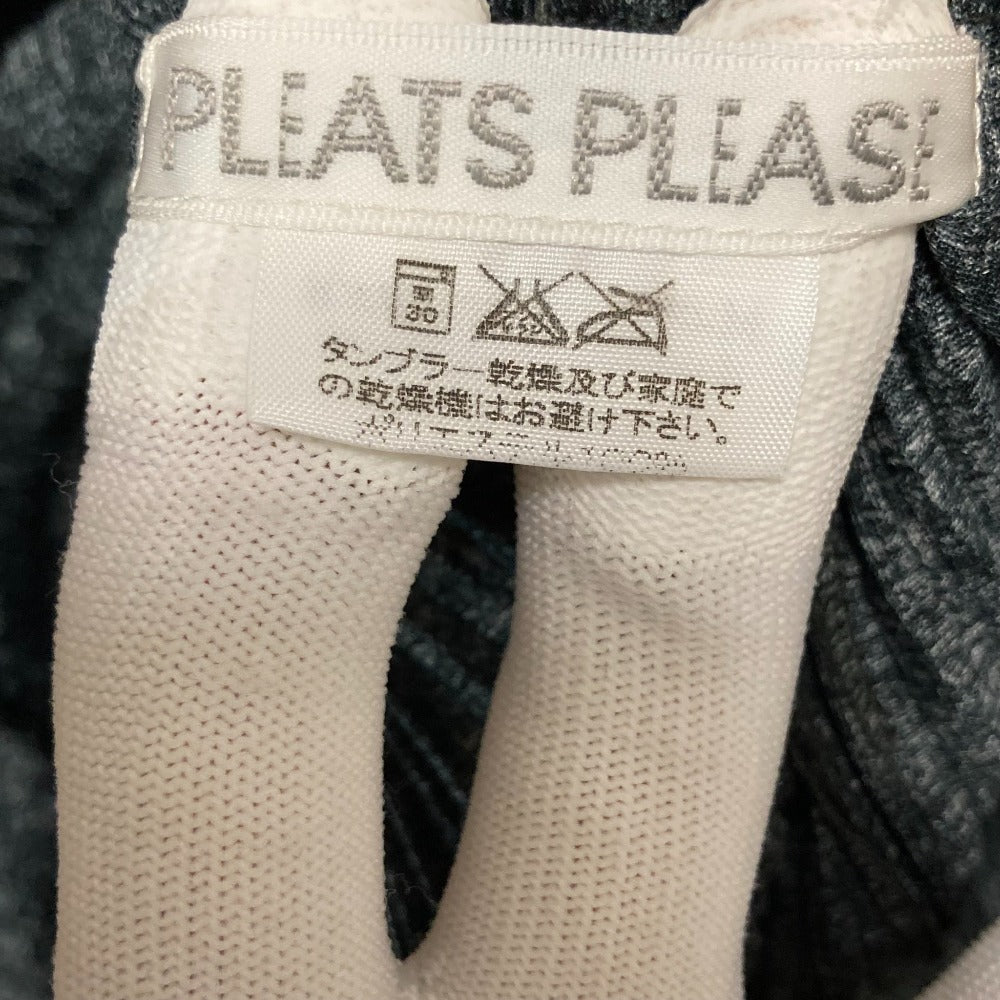 PLEATS PLEASE
弱
30
タンブラー乾燥及び家庭で
の乾燥機はお避け下さい。